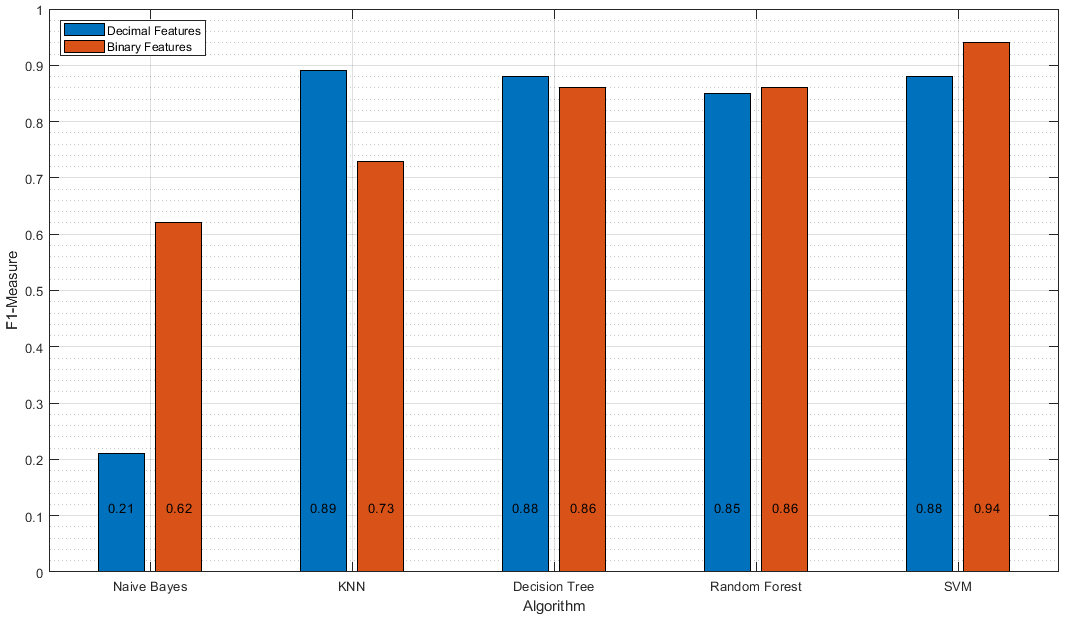 Decimal Features
Binary Features
F1-Measure
1
0.9
0.8
0.7
0.6
0.5
0.4
0.3
0.2
0.1
0
0.21 0.62 0.89 0.73 0.88 0.86 0.85 0.86 0.88 0.94
Naive Bayes KNN Decision Tree Random Forest SVM
Algorithm